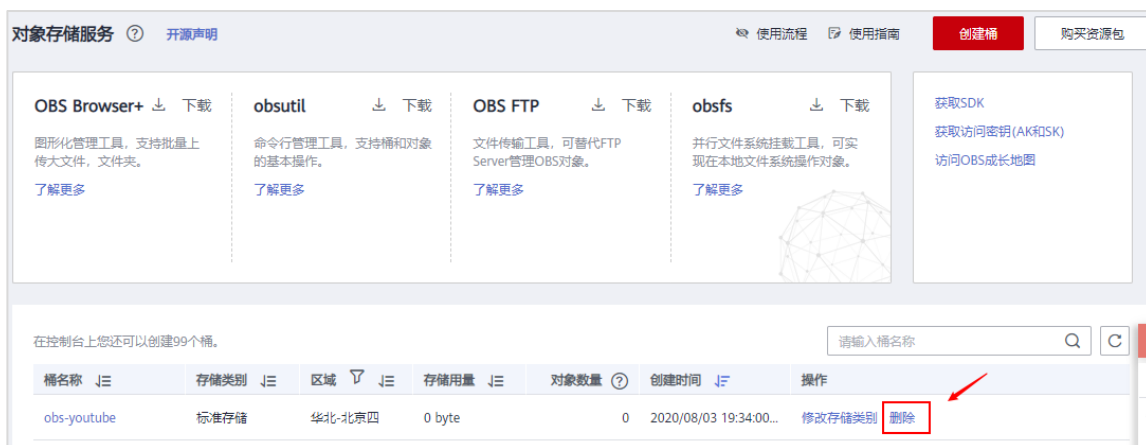 对象存储服务 ? 开源声明 使用流程 使用指南 创建桶 购买资源包
OBS Browser+ 下载 obsutil 下载 OBS FTP 下载 obsfs 下载 获取SDK
图形化管理工具，支持批量上 命令行管理工具，支持桶和对象 文件传输工具，可替代FTP 并行文件系统挂载工具，可实 获取访问密钥(AK和SK)
传大文件，文件夹。 的基本操作。 Server管理OBS对象。 现在本地文件系统操作对象。 访问OBS成长地图
了解更多 了解更多 了解更多 了解更多
在控制台上您还可以创建99个桶。 请输入桶名称
桶名称 存储类别 区域 存储用量 对象数量 ? 创建时间 操作
obs-youtube 标准存储 华北-北京四 0 byte 0 2020/08/03 19:34:00... 修改存储类别 删除